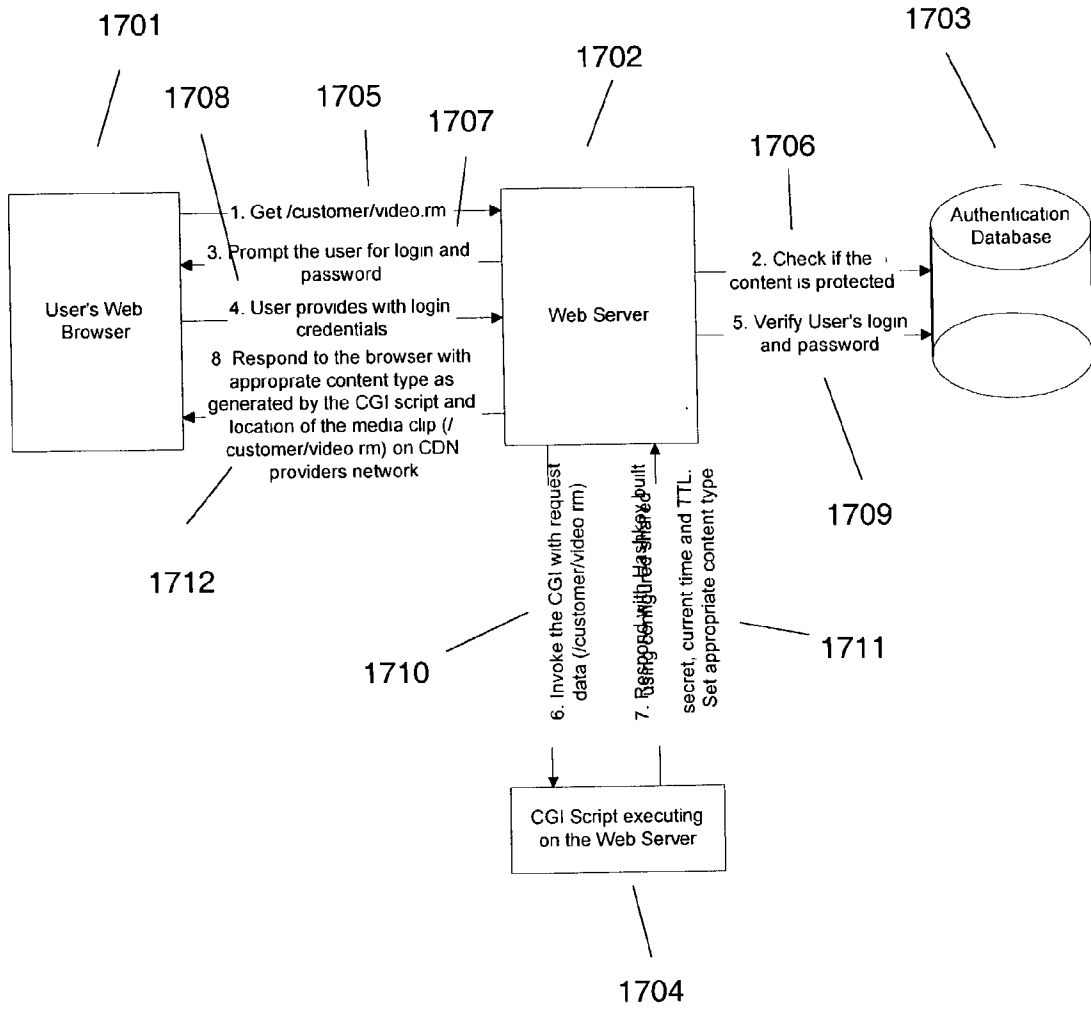 1701
1708
1705
1707
1702
1703
1706
1. Get /customer/video.rm
3. Prompt the user for login and
password
4. User provides with login
credentials
8 Respond to the browser with
approprate content type as
generated by the CGI script and
location of the media clip (/
customer/video rm) on CDN
providers network
User's Web
Browser
Web Server
Authentication
Database
2. Check if the
content is protected
5. Verify User's login
and password
1709
1712
1710
6. Invoke the CGI with request
data (/customer/video rm)
7. Respond with Hashkey built
using configured shared
secret, current time and TTL.
Set appropriate content type
1711
CGI Script executing
on the Web Server
1704